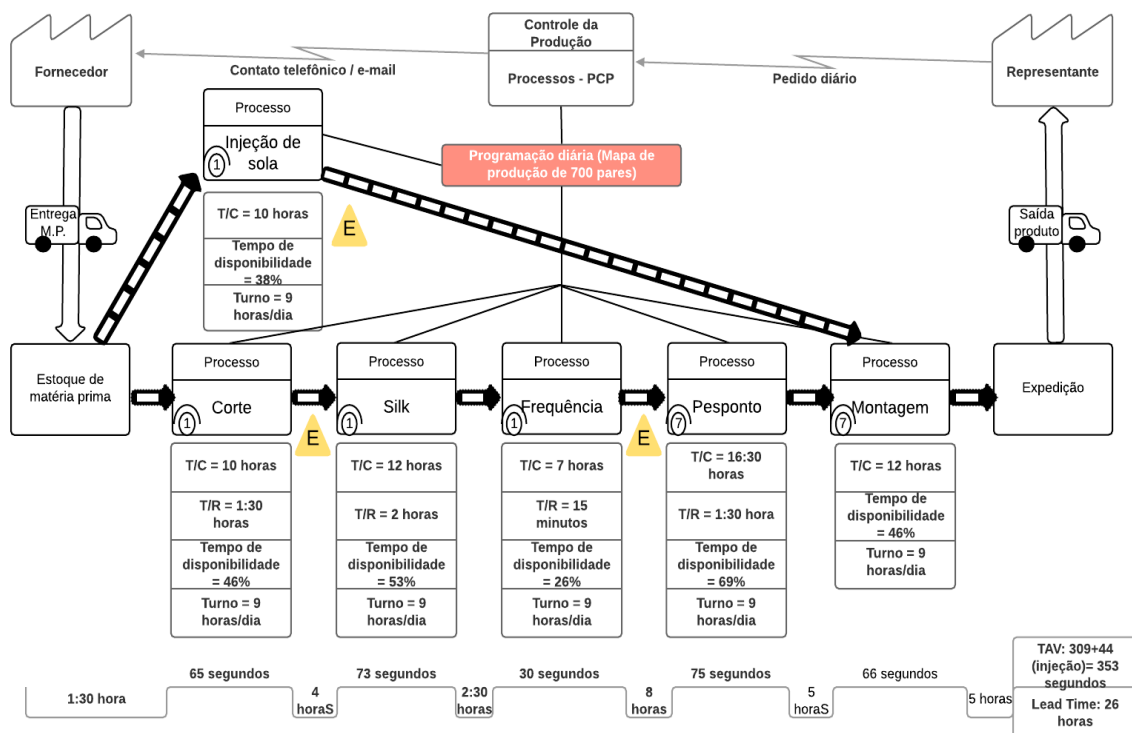 Fornecedor
Contato telefônico / e-mail
Controle da
Produção
Processos - PCP
Pedido diário
Representante
Processo
Injeção de
sola
1
Programação diária (Mapa de
produção de 700 pares)
T/C = 10 horas
Tempo de
disponibilidade
= 38%
Turno = 9
horas/dia
E
Entrega
M.P.
Saída
produto
Estoque de
matéria prima
Processo
Corte
1
E
Processo
Silk
1
Processo
Frequência
1
E
Processo
Pesponto
7
Processo
Montagem
7
Expedição
T/C = 10 horas
T/R = 1:30
horas
Tempo de
disponibilidade
= 46%
Turno = 9
horas/dia
T/C = 12 horas
T/R = 2 horas
Tempo de
disponibilidade
= 53%
Turno = 9
horas/dia
T/C = 7 horas
T/R = 15
minutos
Tempo de
disponibilidade
= 26%
Turno = 9
horas/dia
T/C = 16:30
horas
T/R = 1:30 hora
Tempo de
disponibilidade
= 69%
Turno = 9
horas/dia
T/C = 12 horas
Tempo de
disponibilidade
= 46%
Turno = 9
horas/dia
1:30 hora
65 segundos
4
horaS
73 segundos
2:30
horas
30 segundos
8
horas
75 segundos
5
horaS
66 segundos
5 horas
TAV: 309+44
(injeção)= 353
segundos
Lead Time: 26
horas